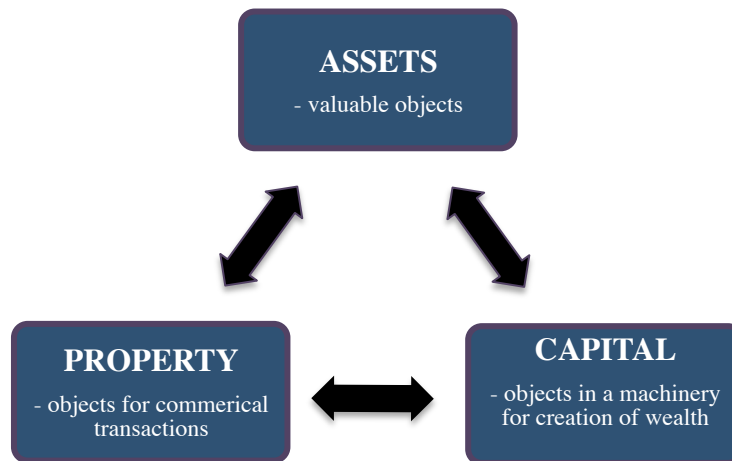 ASSETS
- valuable objects
PROPERTY
- objects for commerical
transactions
CAPITAL
- objects in a machinery
for creation of wealth